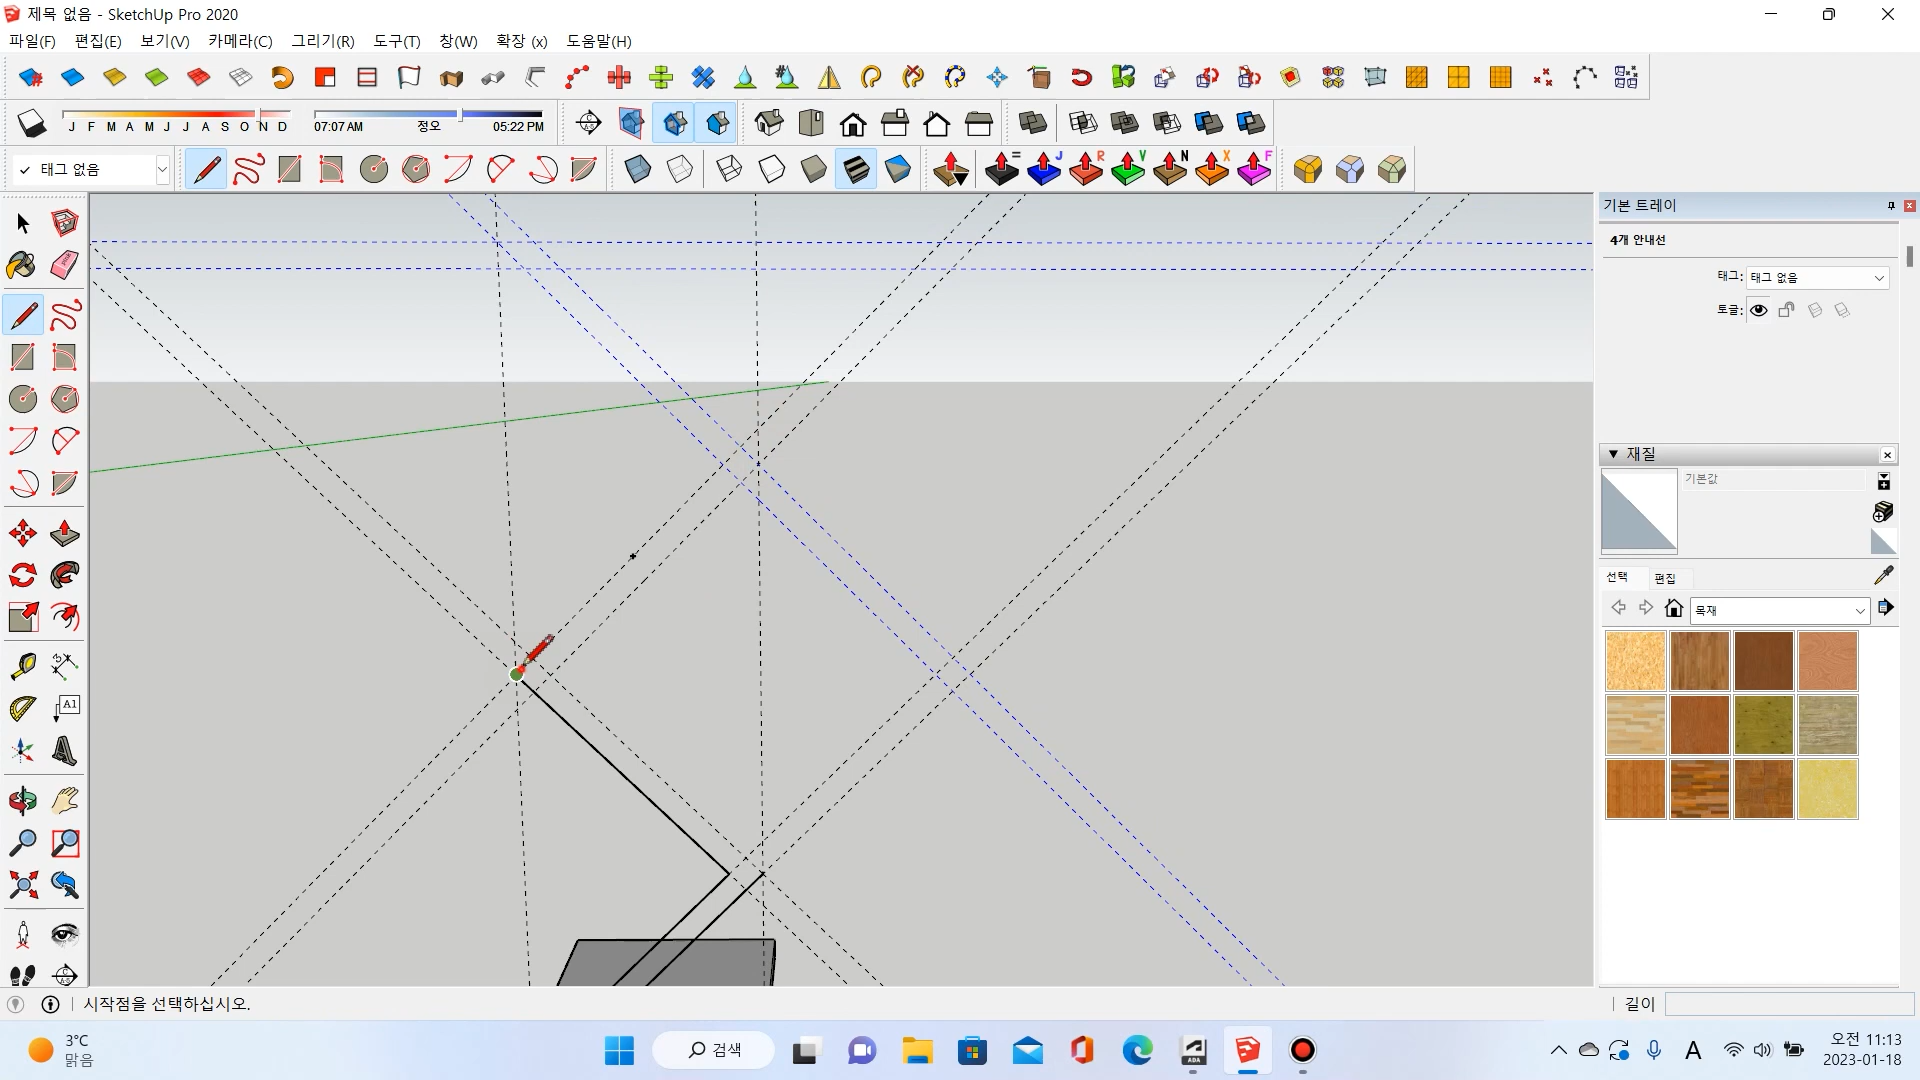 제목 없음 - SketchUp Pro 2020
파일(F) 편집(E) 보기(V) 카메라(C) 그리기(R) 도구(T) 창(W) 확장 (x) 도움말(H)
J F M A M J J A S O N D
07:07 AM 정오 05:22 PM
✓ 태그 없음
= J R V N X F
기본 트레이
4개 안내선
태그: 태그 없음
토글:
재질
기본값
선택 편집
목재
A1
시작점을 선택하십시오.
길이
3°C
맑음
검색
ADA
A
오전 11:13
2023-01-18